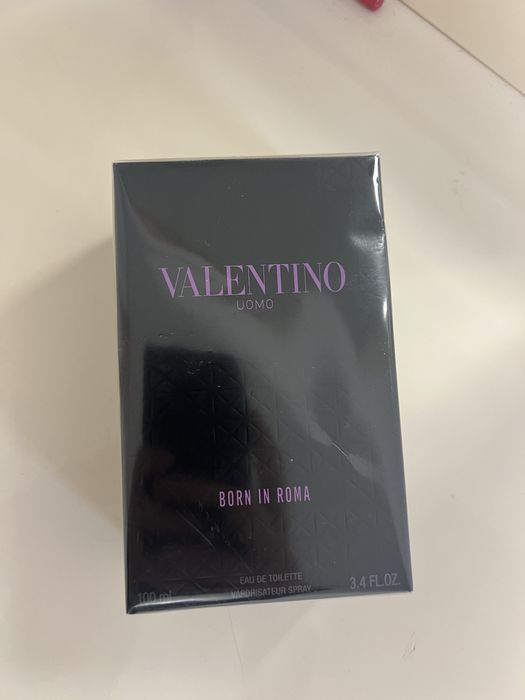 VALENTINO
UOMO
BORN IN ROMA
EAU DE TOILETTE
VAPORISATEUR SPRAY
100 ml
3.4 FL.OZ.